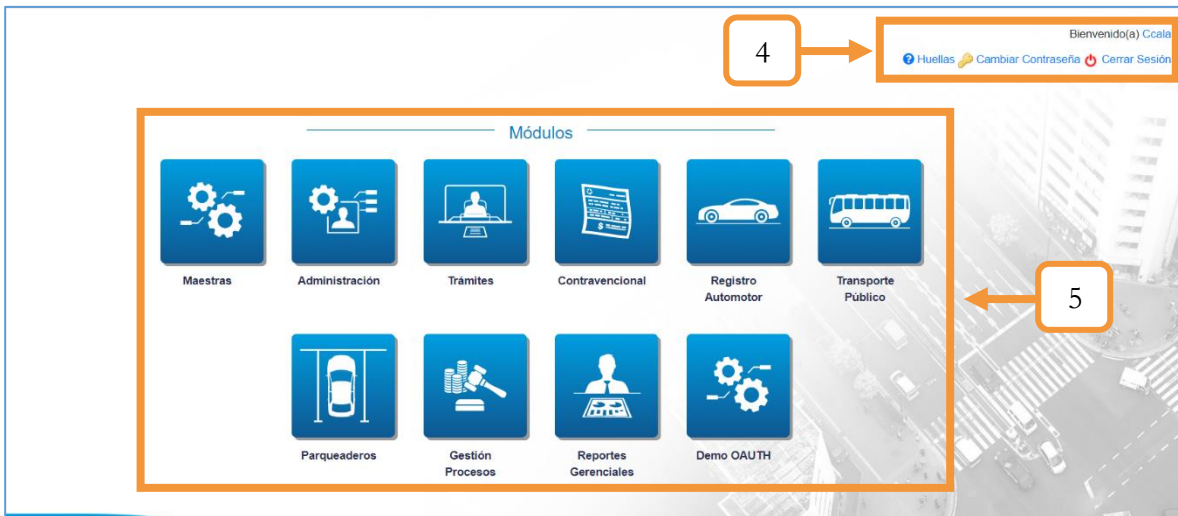 4
Bienvenido(a) Ccala
Huellas Cambiar Contraseña Cerrar Sesión
Módulos
Maestras
Administración
Trámites
Contravencional
Registro
Automotor
Transporte
Público
5
Parqueaderos
Gestión
Procesos
Reportes
Gerenciales
Demo OAUTH